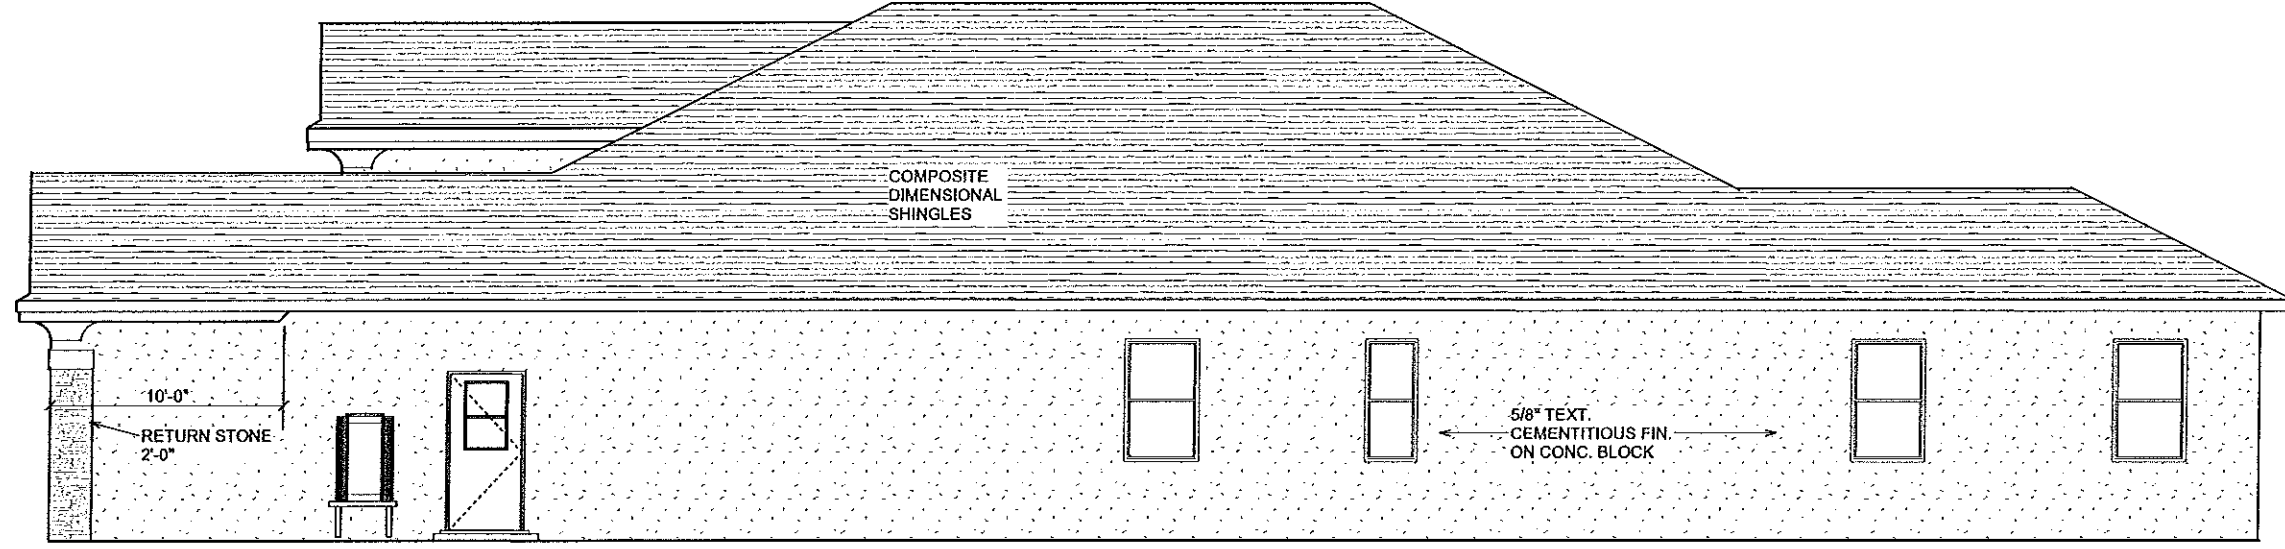 COMPOSITE
DIMENSIONAL
SHINGLES
10'-0"
RETURN STONE
2'-0"
5/8" TEXT.
CEMENTITIOUS FIN.
ON CONC. BLOCK